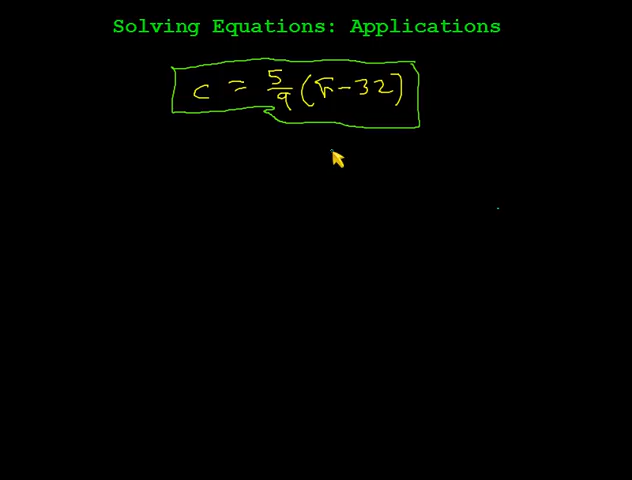 Solving Equations: Applications
c = 5/9 (F - 32)